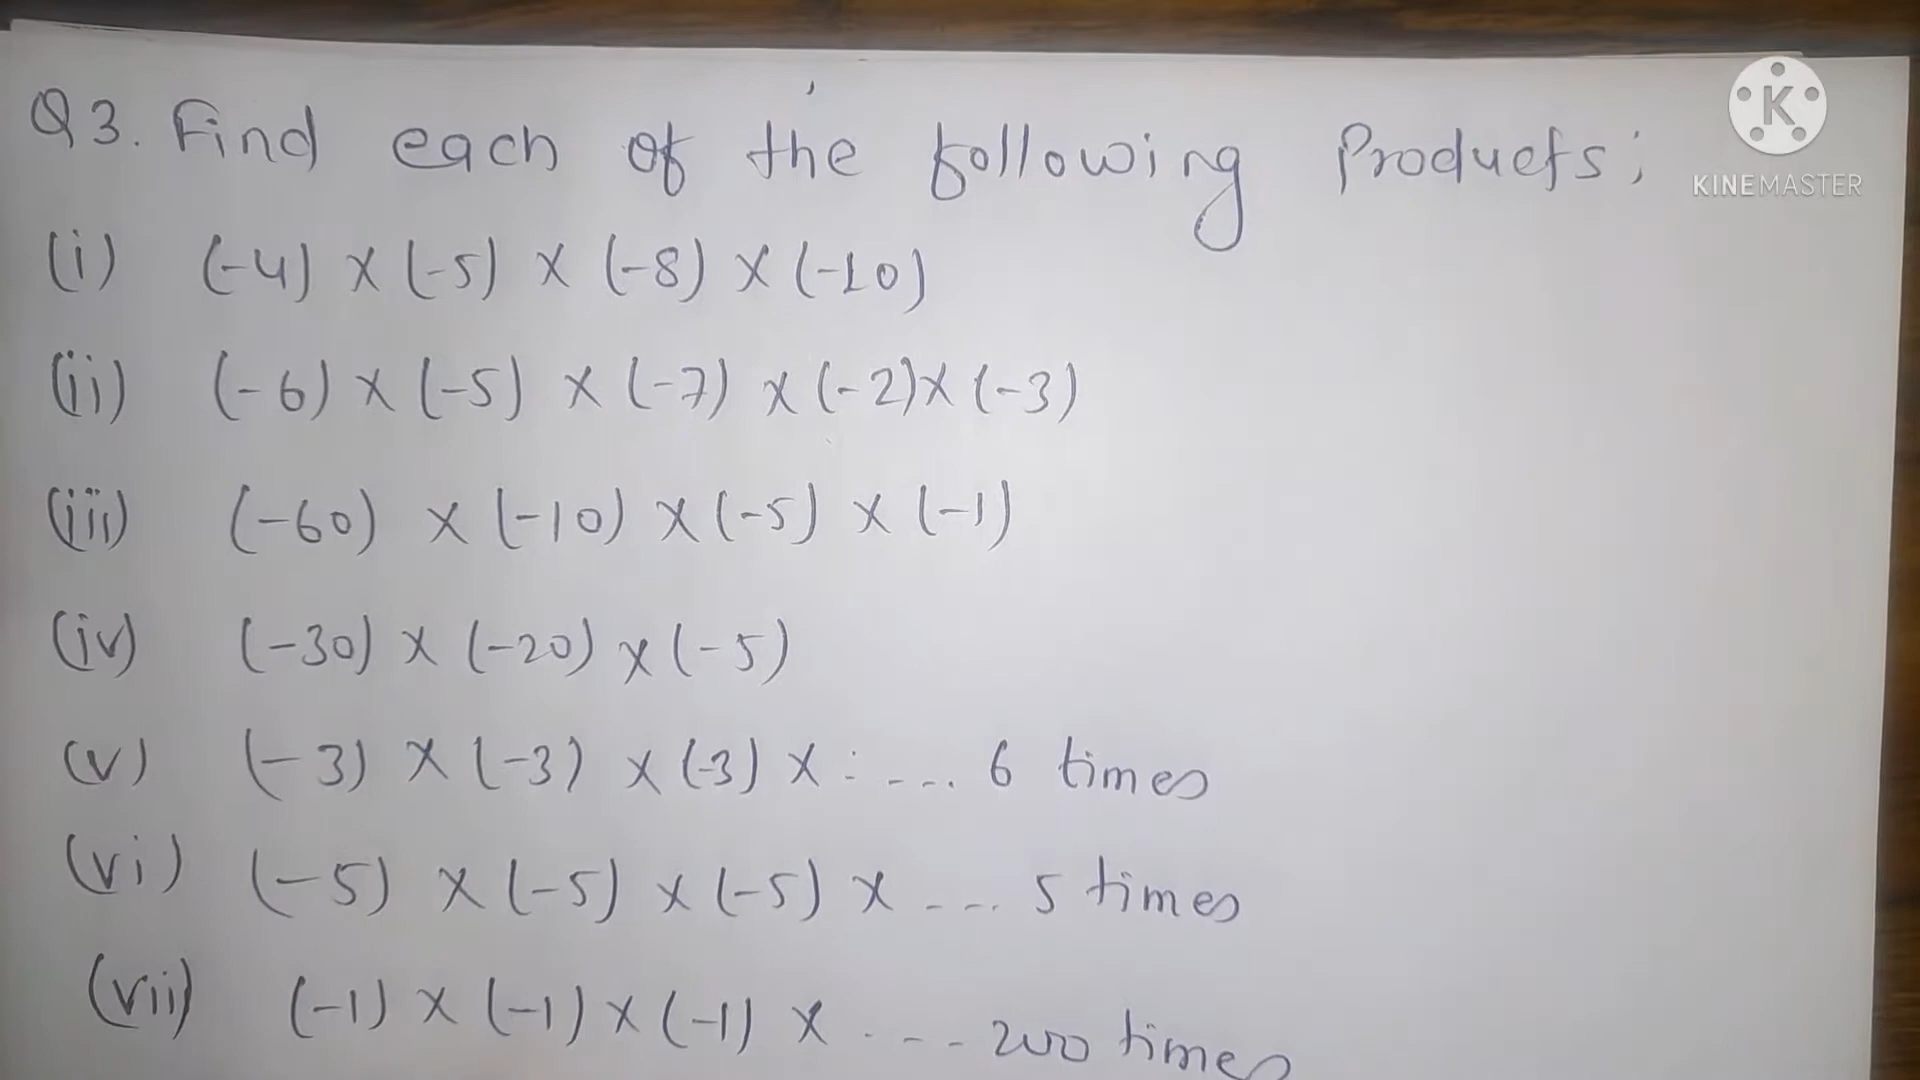 Q3. Find each of the following Products;
K
KINEMASTER
(i) (-4) × (-5) × (-8) × (-10)
(ii) (-6) × (-5) × (-7) × (-2) × (-3)
(iii) (-60) × (-10) × (-5) × (-1)
(iv) (-30) × (-20) × (-5)
(v) (-3) × (-3) × (-3) × : -... 6 times
(vi) (-5) × (-5) × (-5) × -... 5 times
(vii) (-1) × (-1) × (-1) × .--- 200 times